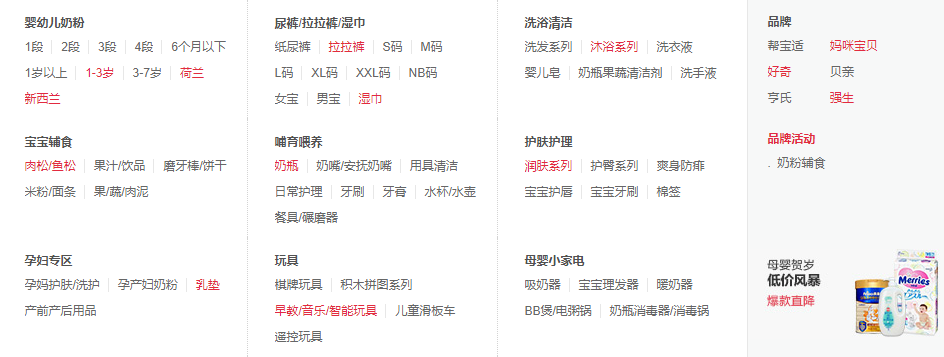 婴幼儿奶粉
1段 2段 3段 4段 6个月以下
1岁以上 1-3岁 3-7岁 荷兰
新西兰
尿裤/拉拉裤/湿巾
纸尿裤 拉拉裤 S码 M码
L码 XL码 XXL码 NB码
女宝 男宝 湿巾
洗浴清洁
洗发系列 沐浴系列 洗衣液
婴儿皂 奶瓶果蔬清洁剂 洗手液
品牌
帮宝适 妈咪宝贝
好奇 贝亲
亨氏 强生
宝宝辅食
肉松/鱼松 果汁/饮品 磨牙棒/饼干
米粉/面条 果/蔬/肉泥
哺育喂养
奶瓶 奶嘴/安抚奶嘴 用具清洁
日常护理 牙刷 牙膏 水杯/水壶
餐具/碾磨器
护肤护理
润肤系列 护臀系列 爽身防痱
宝宝护唇 宝宝牙刷 棉签
品牌活动
. 奶粉辅食
孕妇专区
孕妈护肤/洗护 孕产妇奶粉 乳垫
产前产后用品
玩具
棋牌玩具 积木拼图系列
早教/音乐/智能玩具 儿童滑板车
遥控玩具
母婴小家电
吸奶器 宝宝理发器 暖奶器
BB煲/电粥锅 奶瓶消毒器/消毒锅
母婴贺岁
低价风暴
爆款直降
Merries